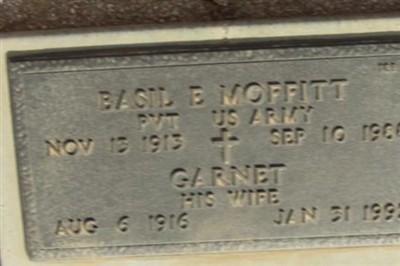 BASIL E MOFFITT
PVT US ARMY
NOV 13 1913 SEP 10
GARNET
HIS WIFE
AUG 6 1916 JAN 31